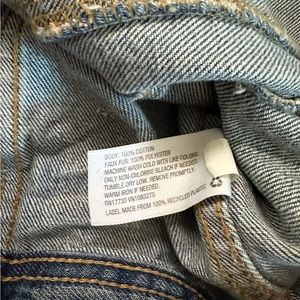 BODY: 100% COTTON
FAUX FUR: 100% POLYESTER
MACHINE WASH COLD WITH LIKE COLORS
ONLY NON-CHLORINE BLEACH IF NEEDED
TUMBLE DRY LOW. REMOVE PROMPTLY.
WARM IRON IF NEEDED.
RN17730 VN1085275
LABEL MADE FROM 100% RECYCLED PLASTIC